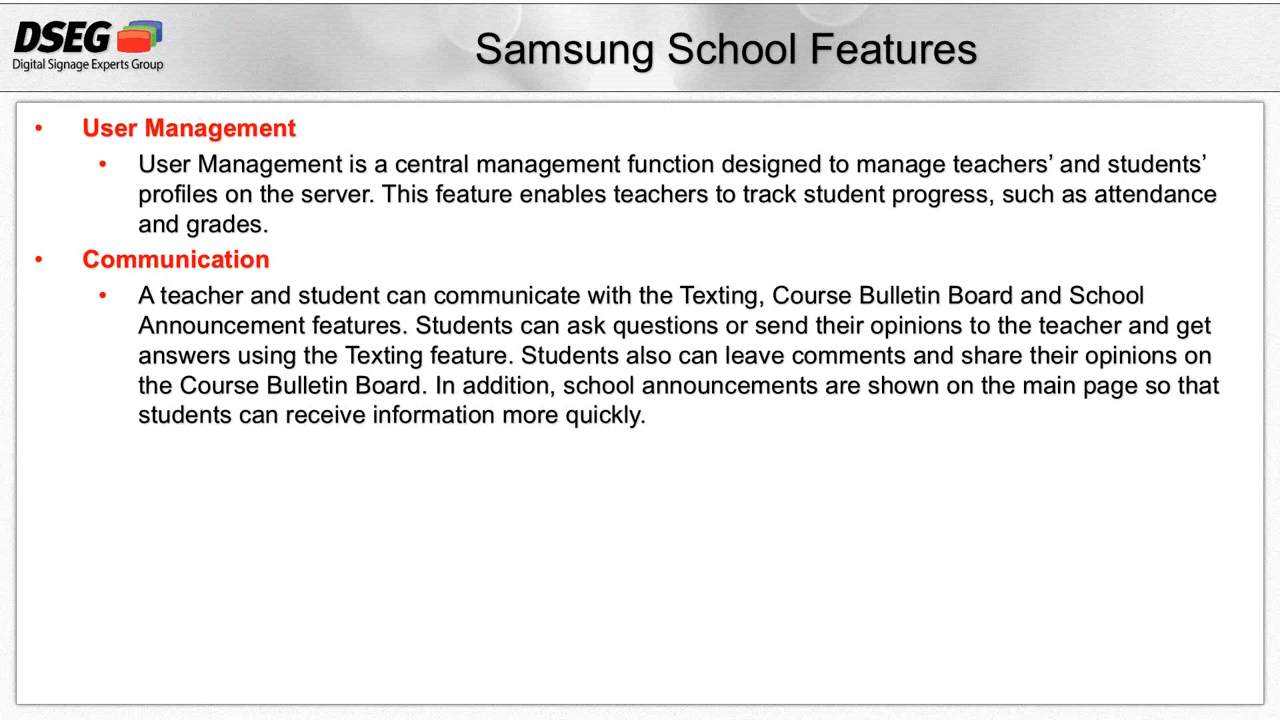 DSEG
Digital Signage Experts Group
Samsung School Features
• User Management
• User Management is a central management function designed to manage teachers’ and students’
profiles on the server. This feature enables teachers to track student progress, such as attendance
and grades.
• Communication
• A teacher and student can communicate with the Texting, Course Bulletin Board and School
Announcement features. Students can ask questions or send their opinions to the teacher and get
answers using the Texting feature. Students also can leave comments and share their opinions on
the Course Bulletin Board. In addition, school announcements are shown on the main page so that
students can receive information more quickly.